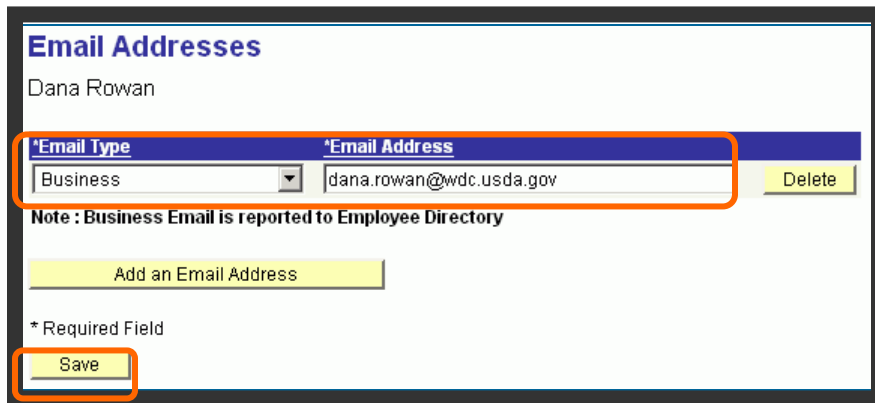 Email Addresses
Dana Rowan
*Email Type *Email Address
Business dana.rowan@wdc.usda.gov Delete
Note : Business Email is reported to Employee Directory
Add an Email Address
* Required Field
Save